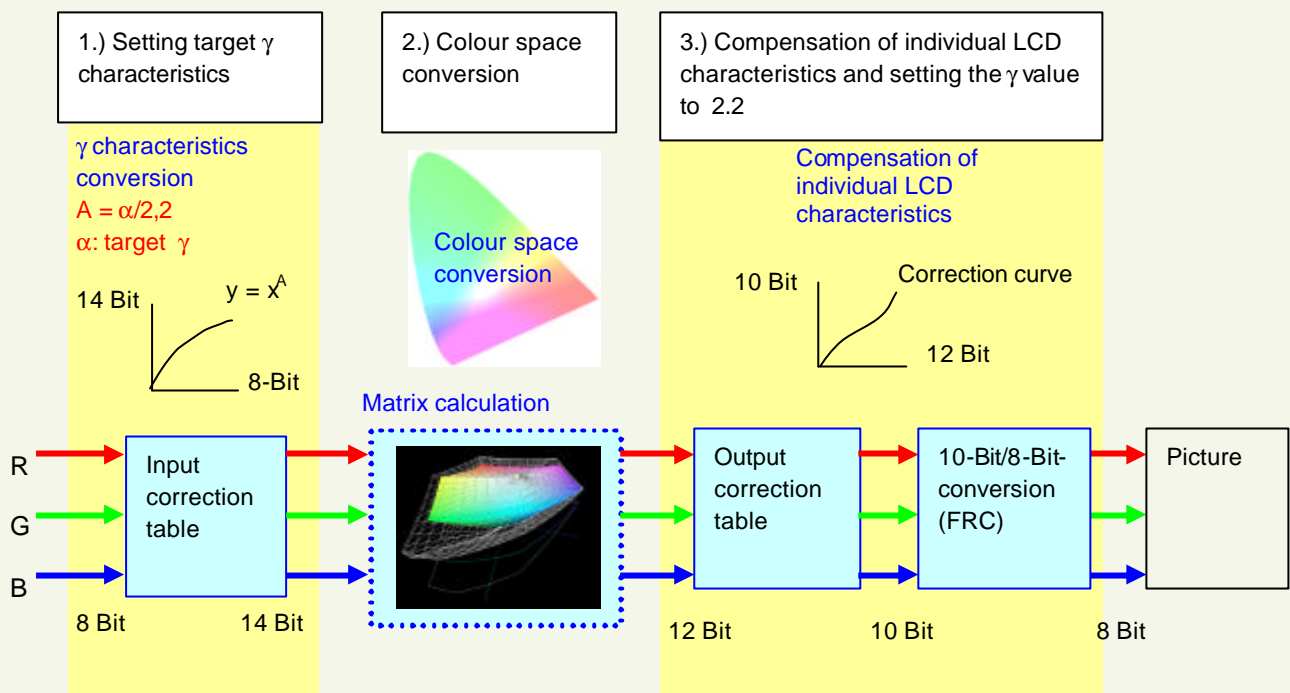 1.) Setting target γ
characteristics
2.) Colour space
conversion
3.) Compensation of individual LCD
characteristics and setting the γ value
to 2.2
γ characteristics
conversion
A = α/2,2
α: target γ
14 Bit
y = x^A
8-Bit
Colour space
conversion
Compensation of
individual LCD
characteristics
10 Bit
Correction curve
12 Bit
Matrix calculation
R
G
B
Input
correction
table
Output
correction
table
10-Bit/8-Bit-
conversion
(FRC)
Picture
8 Bit
14 Bit
12 Bit
10 Bit
8 Bit